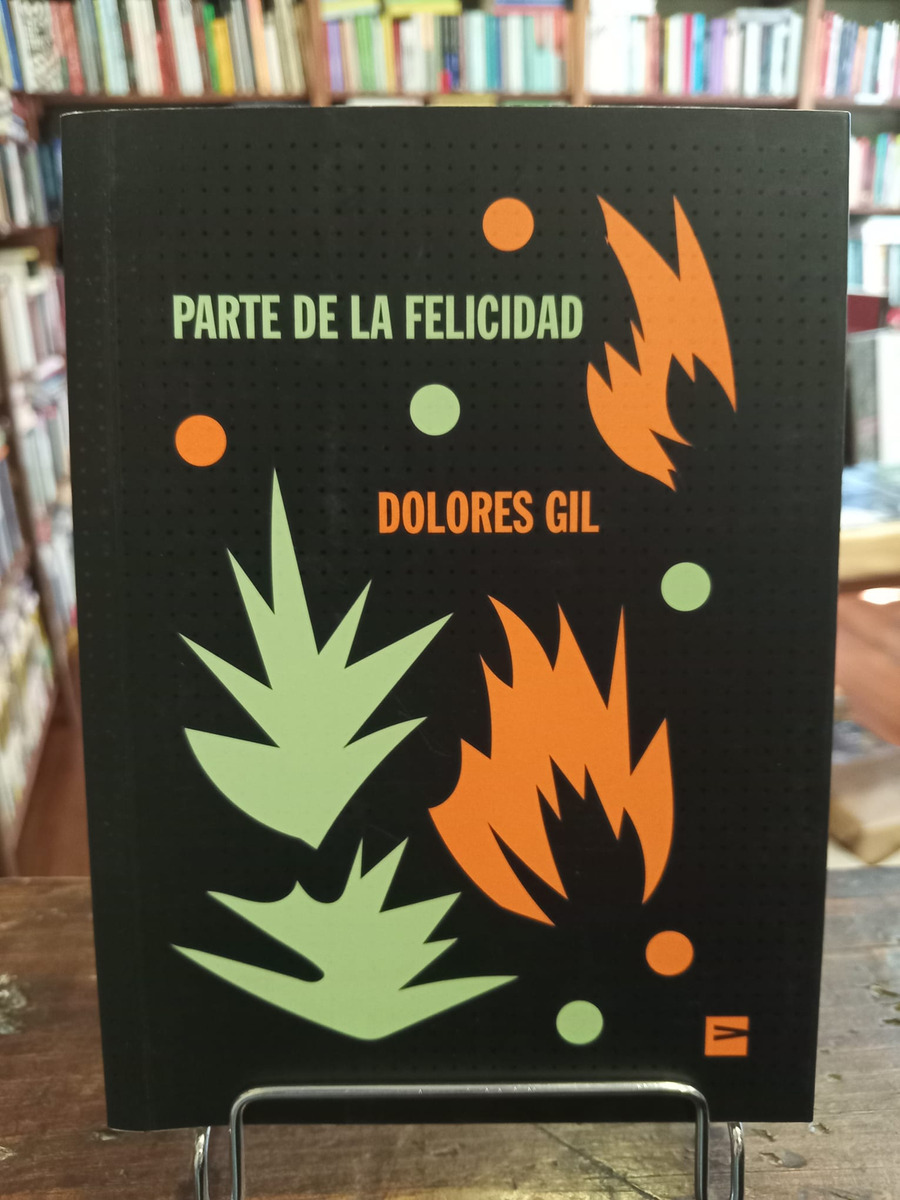 PARTE DE LA FELICIDAD
DOLORES GIL
V